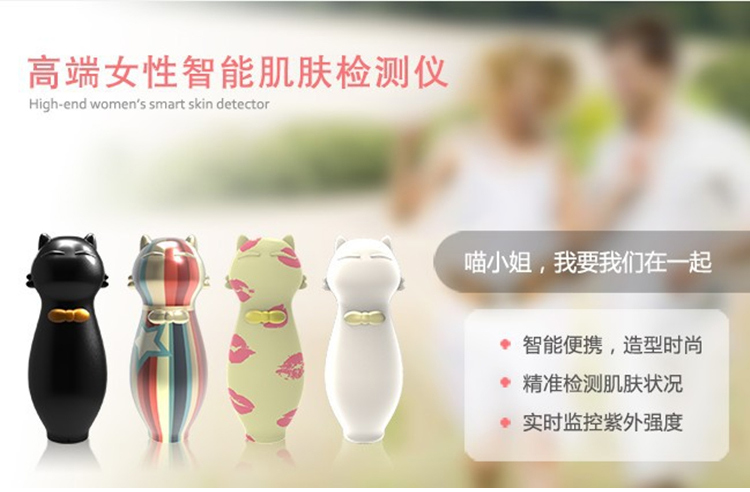 高端女性智能肌肤检测仪
High-end women's smart skin detector
喵小姐，我要我们在一起
智能便携，造型时尚
精准检测肌肤状况
实时监控紫外强度